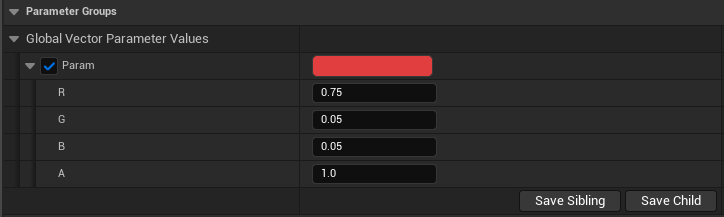 Parameter Groups
Global Vector Parameter Values
Param
R 0.75
G 0.05
B 0.05
A 1.0
Save Sibling Save Child